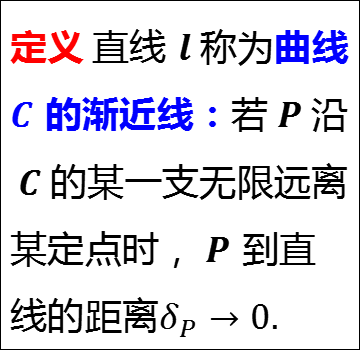 定义 直线 l 称为曲线
C 的渐近线：若 P 沿
C 的某一支无限远离
某定点时，P 到直
线的距离δ_P → 0.